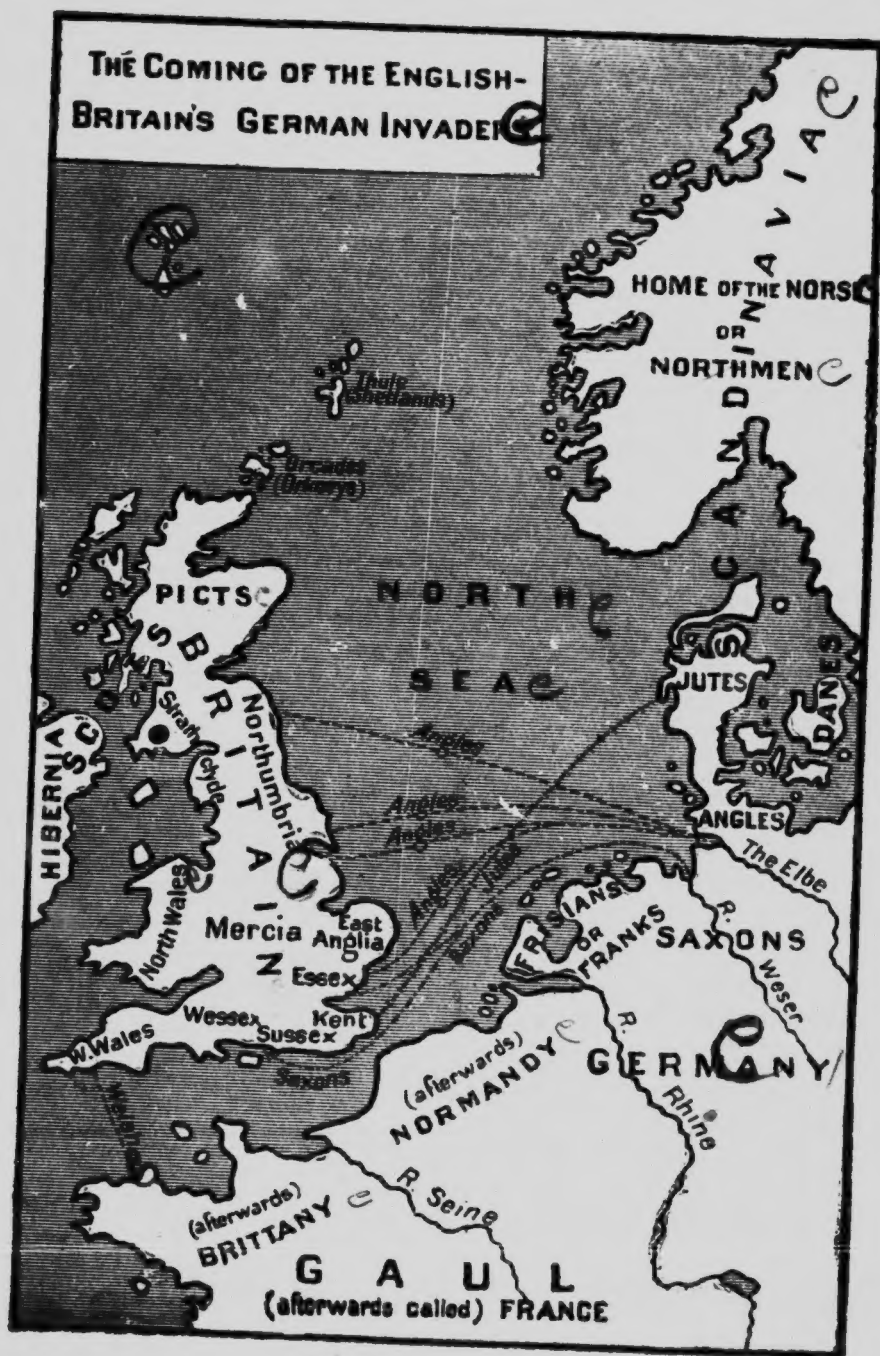 THE COMING OF THE ENGLISH-
BRITAIN'S GERMAN
SCANDINAVIA
HOME OF THE NORSE
OR
NORTHMEN
Thule
(Shetlands)
Orcades
(Orkneys)
PICTS
NORTH
SEA
SCOTS
BRITAIN
JUTES
DANES
Strath
clyde
Northumbria
HIBERNIA
Angles
Angles
Angles
ANGLES
The Elbe
Angles
Jutes
Saxons
North Wales
Mercia
East
Anglia
FRISIANS
OR
FRANKS
SAXONS
R. Weser
Essex
Wessex
Kent
Sussex
W. Wales
Saxons
GERMANY
R. Rhine
(afterwards)
NORMANDY
R. Seine
(afterwards)
BRITTANY
GAUL
(afterwards called) FRANCE